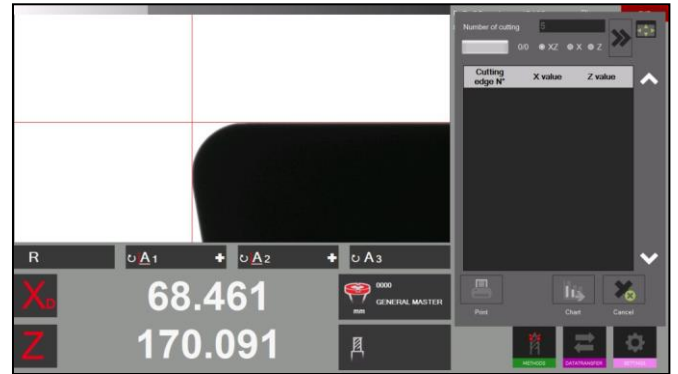 Number of cutting
5
0/0 XZ X Z
Cutting edge N° X value Z value
R A1 + A2 + A3
XD 68.461
0000
GENERAL MASTER
mm
Z 170.091
Print Chart Cancel
METHODS DATATRANSFER SETTINGS